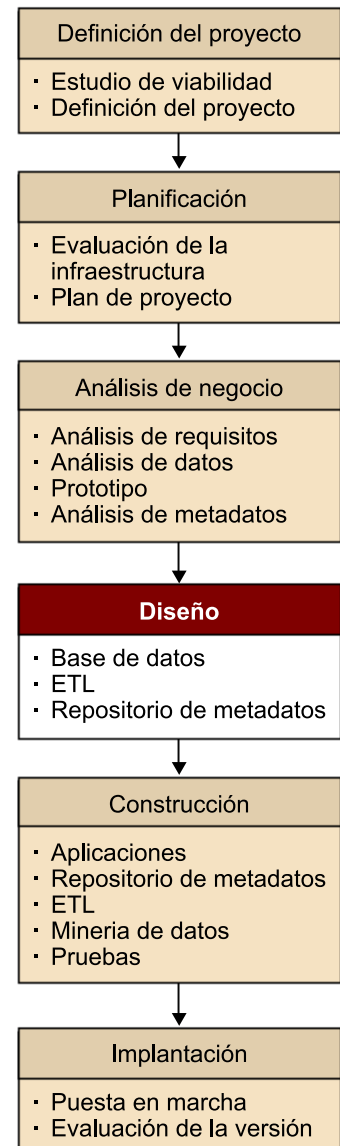 Definición del proyecto
· Estudio de viabilidad
· Definición del proyecto
Planificación
· Evaluación de la
infraestructura
· Plan de proyecto
Análisis de negocio
· Análisis de requisitos
· Análisis de datos
· Prototipo
· Análisis de metadatos
Diseño
· Base de datos
· ETL
· Repositorio de metadatos
Construcción
· Aplicaciones
· Repositorio de metadatos
· ETL
· Mineria de datos
· Pruebas
Implantación
· Puesta en marcha
· Evaluación de la versión